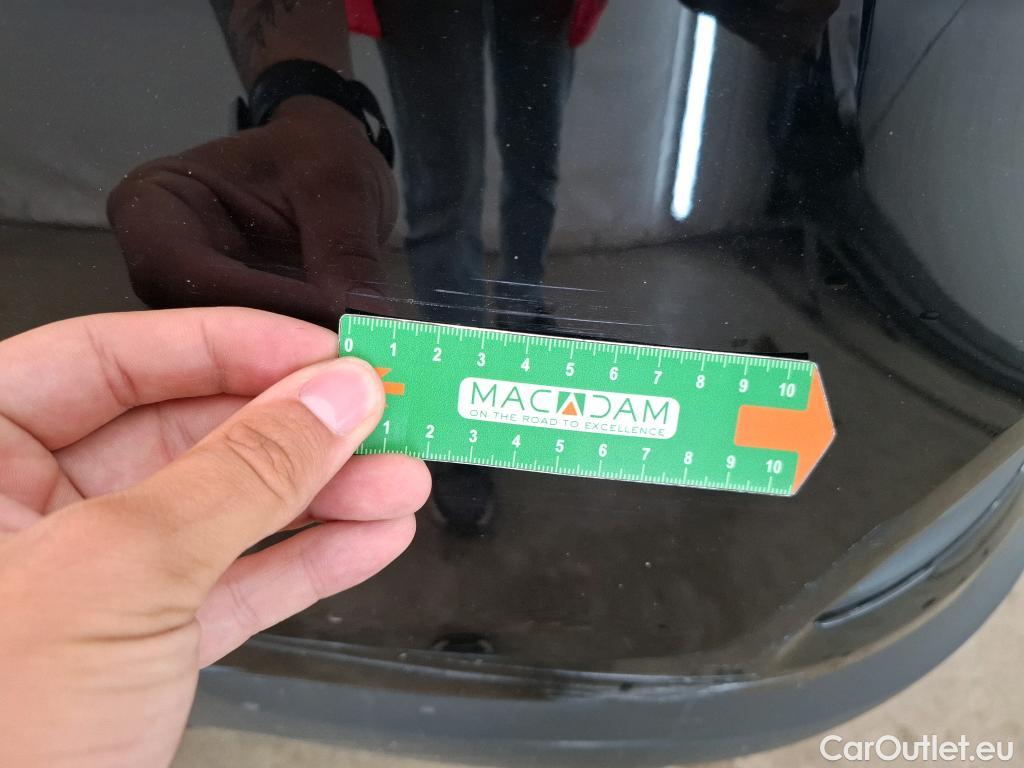 0 1 2 3 4 5 6 7 8 9 10
MACADAM
ON THE ROAD TO EXCELLENCE
1 2 3 4 5 6 7 8 9 10
CarOutlet.eu